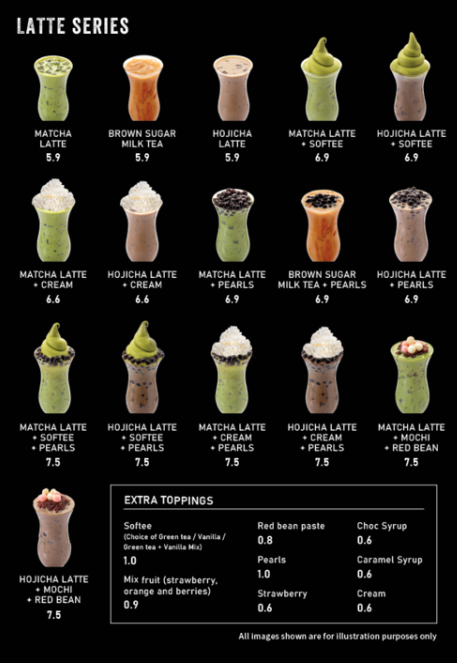 LATTE SERIES
MATCHA
LATTE
5.9
BROWN SUGAR
MILK TEA
5.9
HOJICHA
LATTE
5.9
MATCHA LATTE
+ SOFTEE
6.9
HOJICHA LATTE
+ SOFTEE
6.9
MATCHA LATTE
+ CREAM
6.6
HOJICHA LATTE
+ CREAM
6.6
MATCHA LATTE
+ PEARLS
6.9
BROWN SUGAR
MILK TEA + PEARLS
6.9
HOJICHA LATTE
+ PEARLS
6.9
MATCHA LATTE
+ SOFTEE
+ PEARLS
7.5
HOJICHA LATTE
+ SOFTEE
+ PEARLS
7.5
MATCHA LATTE
+ CREAM
+ PEARLS
7.5
HOJICHA LATTE
+ CREAM
+ PEARLS
7.5
MATCHA LATTE
+ MOCHI
+ RED BEAN
7.5
HOJICHA LATTE
+ MOCHI
+ RED BEAN
7.5
EXTRA TOPPINGS
Softee
(Choice of Green tea / Vanilla /
Green tea + Vanilla Mix)
1.0
Mix fruit (strawberry,
orange and berries)
0.9
Red bean paste
0.8
Pearls
1.0
Strawberry
0.6
Choc Syrup
0.6
Caramel Syrup
0.6
Cream
0.6
All images shown are for illustration purposes only